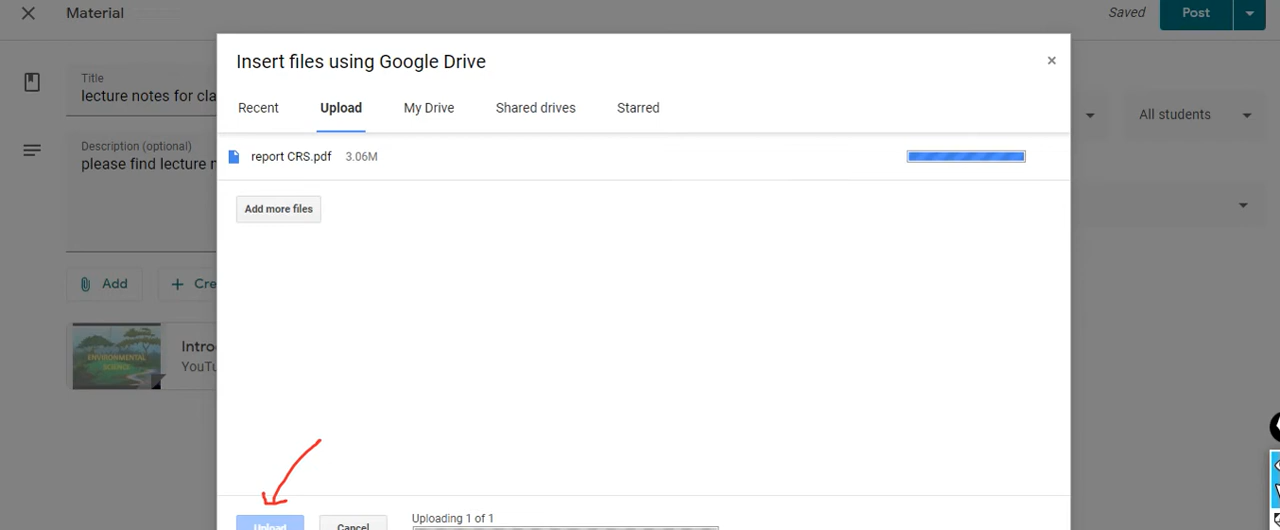 Material
Saved
Post
Insert files using Google Drive
Recent
Upload
My Drive
Shared drives
Starred
Title
lecture notes for cla
All students
Description (optional)
please find lecture n
report CRS.pdf 3.06M
Add more files
Add
Cre
ENVIRONMENTAL
SCIENCE
Intro
YouTu
Upload
Cancel
Uploading 1 of 1